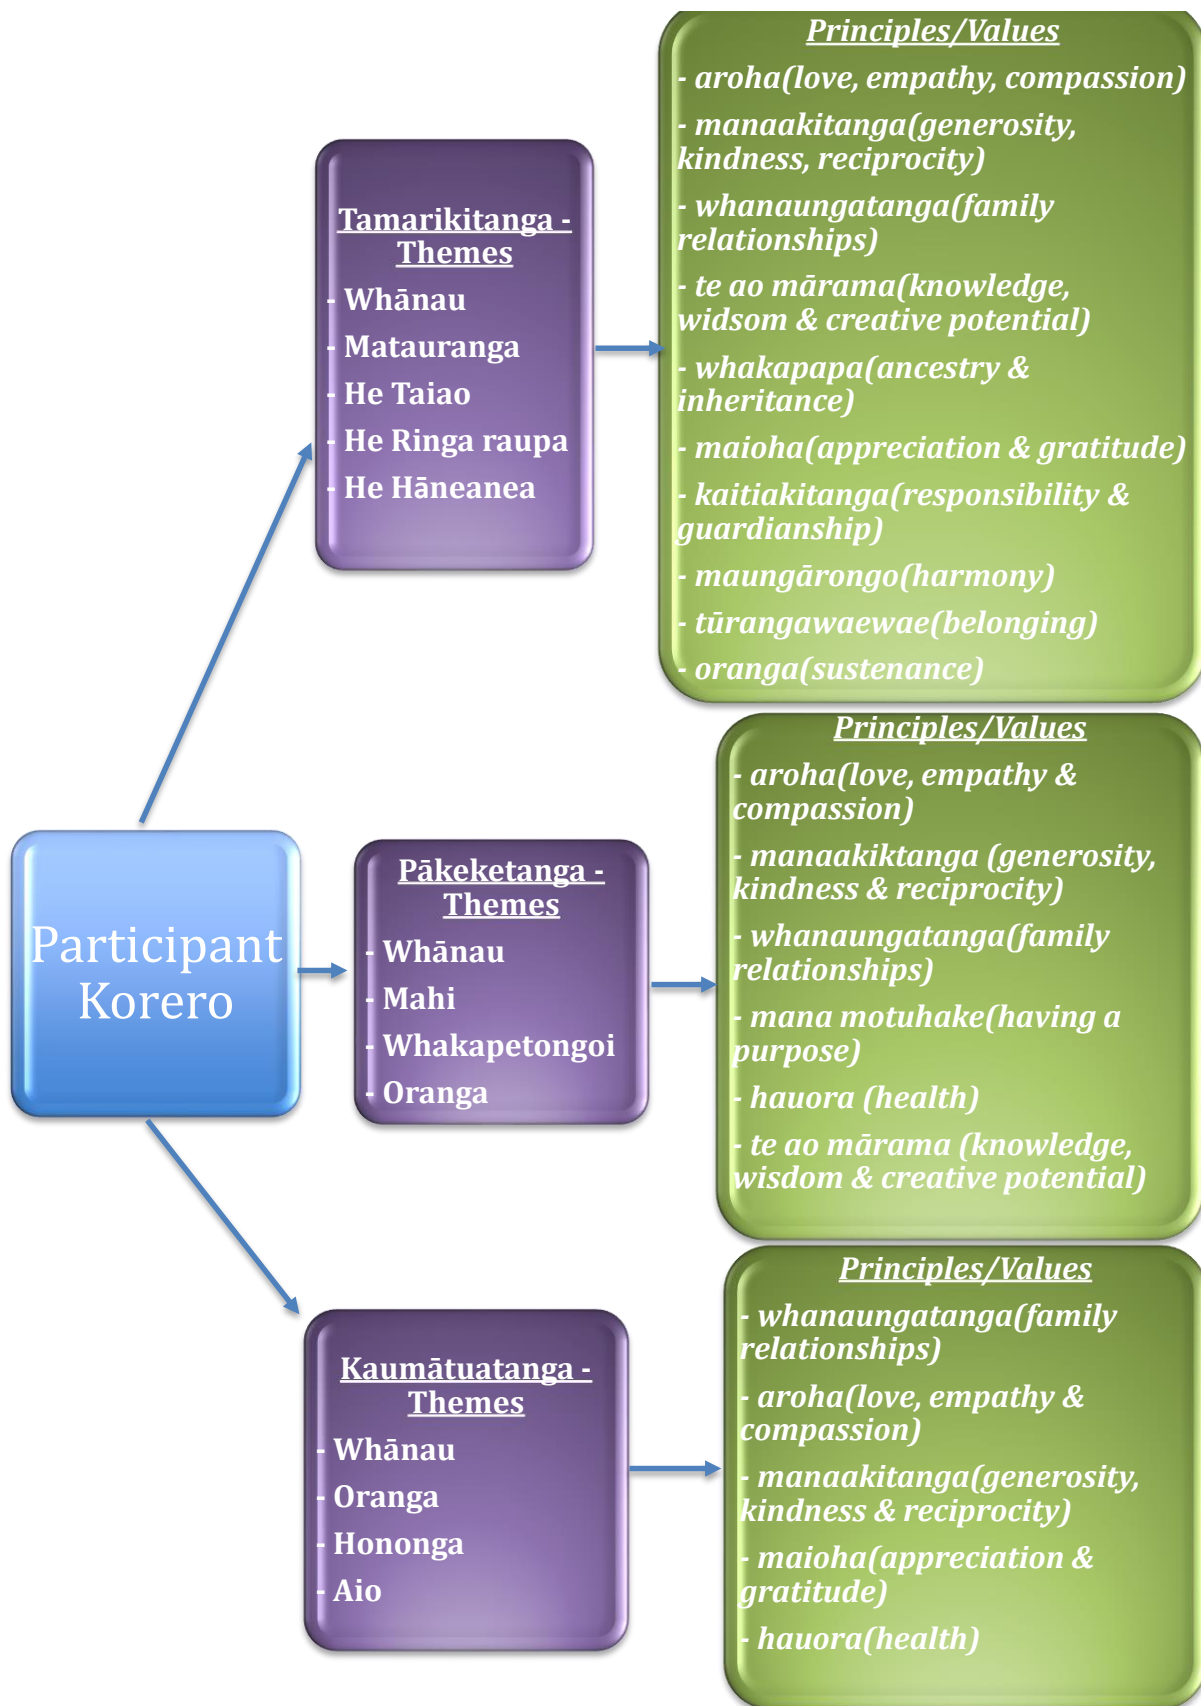 Participant
Korero
Tamarikitanga -
Themes
- Whānau
- Matauranga
- He Taiao
- He Ringa raupa
- He Hāneanea
Principles/Values
- aroha(love, empathy, compassion)
- manaakitanga(generosity,
kindness, reciprocity)
- whanaungatanga(family
relationships)
- te ao mārama(knowledge,
widsom & creative potential)
- whakapapa(ancestry &
inheritance)
- maioha(appreciation & gratitude)
- kaitiakitanga(responsibility &
guardianship)
- maungārongo(harmony)
- tūrangawaewae(belonging)
- oranga(sustenance)
Pākeketanga -
Themes
- Whānau
- Mahi
- Whakapetongoi
- Oranga
Principles/Values
- aroha(love, empathy &
compassion)
- manaakiktanga (generosity,
kindness & reciprocity)
- whanaungatanga(family
relationships)
- mana motuhake(having a
purpose)
- hauora (health)
- te ao mārama (knowledge,
wisdom & creative potential)
Kaumātuatanga -
Themes
- Whānau
- Oranga
- Hononga
- Aio
Principles/Values
- whanaungatanga(family
relationships)
- aroha(love, empathy &
compassion)
- manaakitanga(generosity,
kindness & reciprocity)
- maioha(appreciation &
gratitude)
- hauora(health)